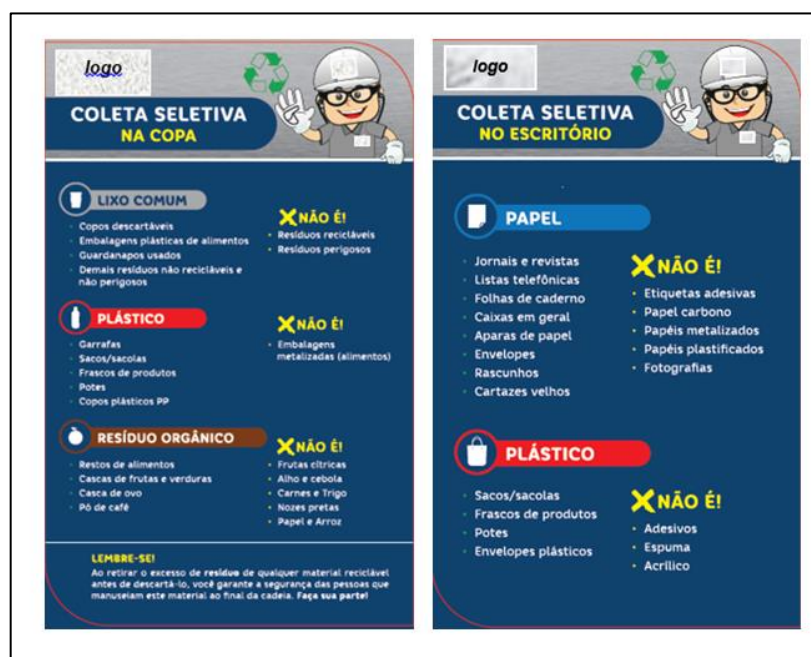 logo
COLETA SELETIVA
NA COPA
LIXO COMUM
Copos descartáveis
Embalagens plásticas de alimentos
Guardanapos usados
Demais resíduos não recicláveis e
não perigosos
NÃO É!
Resíduos recicláveis
Resíduos perigosos
PLÁSTICO
Garrafas
Sacos/sacolas
Frascos de produtos
Potes
Copos plásticos PP
NÃO É!
Embalagens
metalizadas (alimentos)
RESÍDUO ORGÂNICO
Restos de alimentos
Cascas de frutas e verduras
Casca de ovo
Pó de café
NÃO É!
Frutas cítricas
Alho e cebola
Carnes e Trigo
Nozes pretas
Papel e Arroz
LEMBRE-SE!
Ao retirar o excesso de resíduo de qualquer material reciclável
antes de descartá-lo, você garante a segurança das pessoas que
manuseiam este material ao final da cadeia. Faça sua parte!
logo
COLETA SELETIVA
NO ESCRITÓRIO
PAPEL
Jornais e revistas
Listas telefônicas
Folhas de caderno
Caixas em geral
Aparas de papel
Envelopes
Rascunhos
Cartazes velhos
NÃO É!
Etiquetas adesivas
Papel carbono
Papéis metalizados
Papéis plastificados
Fotografias
PLÁSTICO
Sacos/sacolas
Frascos de produtos
Potes
Envelopes plásticos
NÃO É!
Adesivos
Espuma
Acrílico